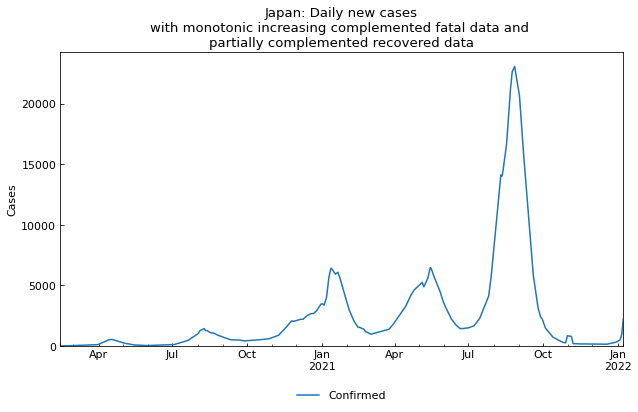 Japan: Daily new cases
with monotonic increasing complemented fatal data and
partially complemented recovered data
20000
15000
10000
5000
0
Cases
Apr
Jul
Oct
Jan
2021
Apr
Jul
Oct
Jan
2022
Confirmed